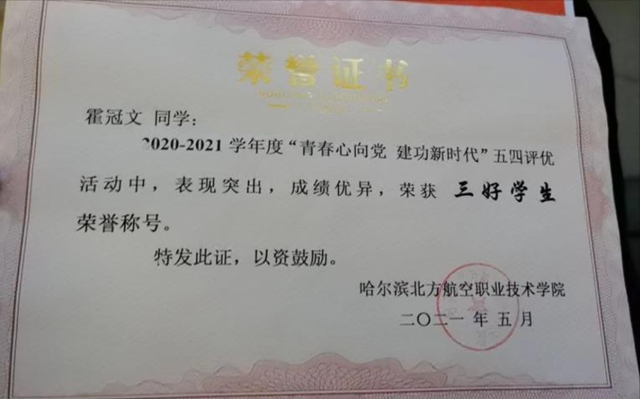 荣誉证书
霍冠文 同学：
2020-2021 学年度“青春心向党 建功新时代”五四评优
活动中，表现突出，成绩优异，荣获 三好学生
荣誉称号。
特发此证，以资鼓励。
哈尔滨北方航空职业技术学院
二〇二一 年 五 月